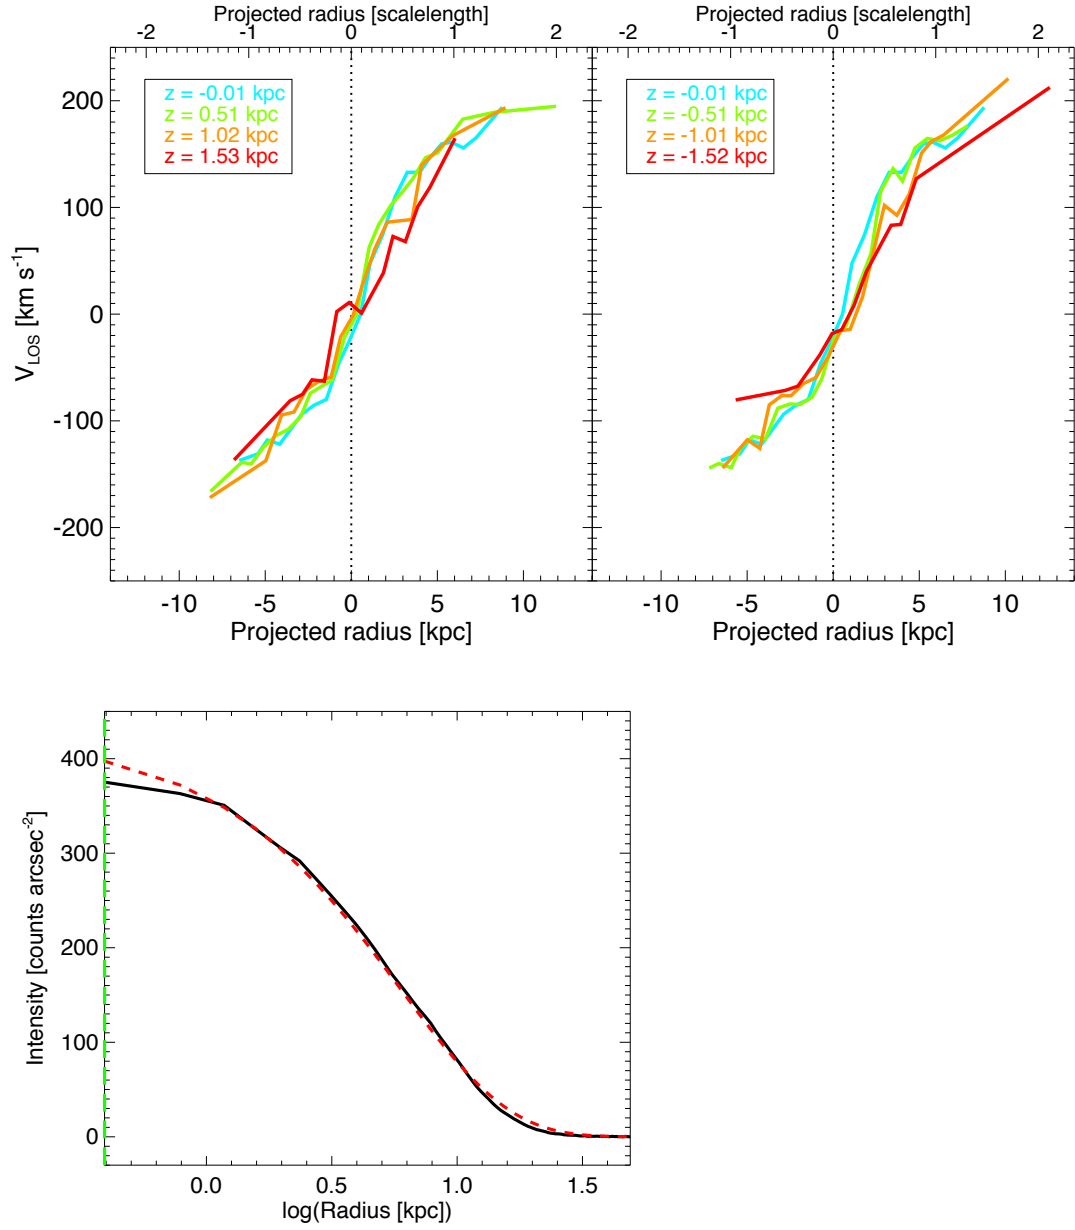 Projected radius [scalelength]
-2 -1 0 1 2
z = -0.01 kpc
z = 0.51 kpc
z = 1.02 kpc
z = 1.53 kpc
200
100
0
-100
-200
V_LOS [km s⁻¹]
-10 -5 0 5 10
Projected radius [kpc]
Projected radius [scalelength]
-2 -1 0 1 2
z = -0.01 kpc
z = -0.51 kpc
z = -1.01 kpc
z = -1.52 kpc
-10 -5 0 5 10
Projected radius [kpc]
400
300
200
100
0
Intensity [counts arcsec⁻²]
0.0 0.5 1.0 1.5
log(Radius [kpc])